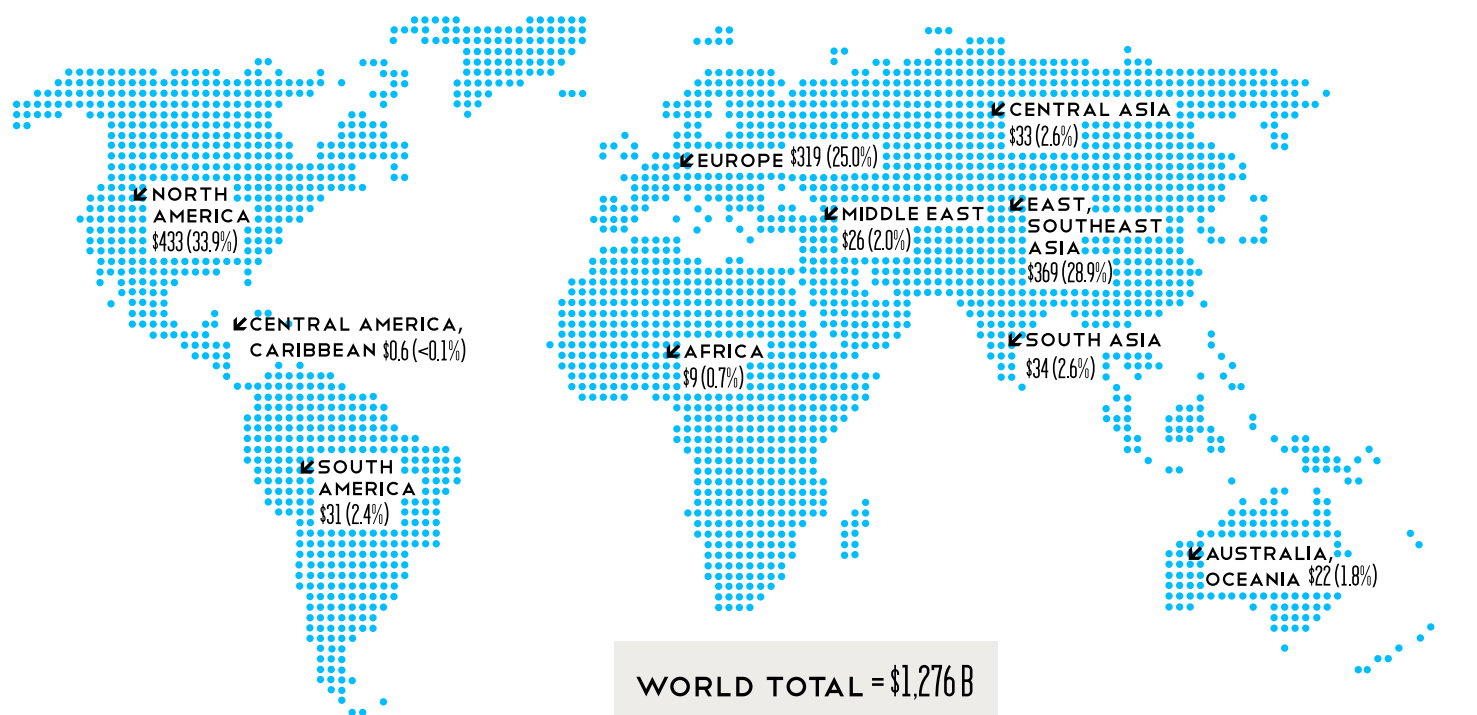 CENTRAL ASIA
$33 (2.6%)
EUROPE $319 (25.0%)
NORTH
AMERICA
$433 (33.9%)
MIDDLE EAST
$26 (2.0%)
EAST,
SOUTHEAST
ASIA
$369 (28.9%)
CENTRAL AMERICA,
CARIBBEAN $0.6 (<0.1%)
AFRICA
$9 (0.7%)
SOUTH ASIA
$34 (2.6%)
SOUTH
AMERICA
$31 (2.4%)
AUSTRALIA,
OCEANIA $22 (1.8%)
WORLD TOTAL = $1,276 B